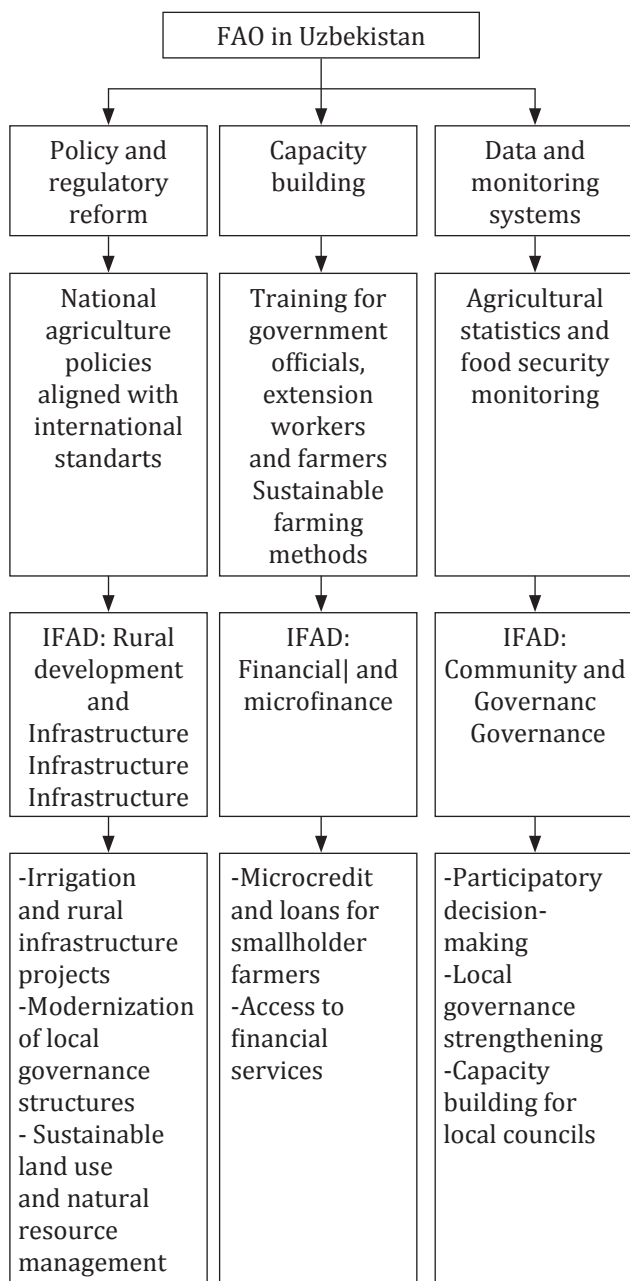 FAO in Uzbekistan
Policy and
regulatory
reform
Capacity
building
Data and
monitoring
systems
National
agriculture
policies
aligned with
international
standarts
Training for
government
officials,
extension
workers
and farmers
Sustainable
farming
methods
Agricultural
statistics and
food security
monitoring
IFAD: Rural
development
and
Infrastructure
Infrastructure
Infrastructure
IFAD:
Financial| and
microfinance
IFAD:
Community and
Governanc
Governance
-Irrigation
and rural
infrastructure
projects
-Modernization
of local
governance
structures
- Sustainable
land use
and natural
resource
management
-Microcredit
and loans for
smallholder
farmers
-Access to
financial
services
-Participatory
decision-
making
-Local
governance
strengthening
-Capacity
building for
local councils